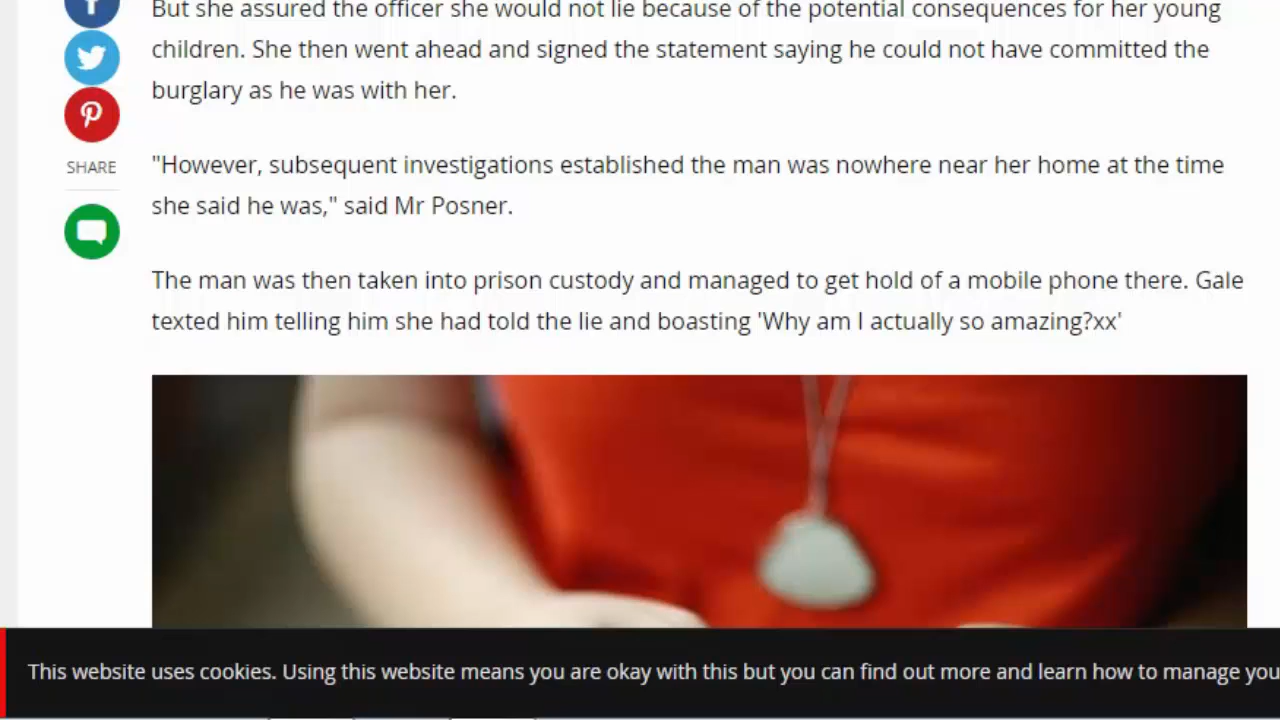 But she assured the officer she would not lie because of the potential consequences for her young
children. She then went ahead and signed the statement saying he could not have committed the
burglary as he was with her.
SHARE
"However, subsequent investigations established the man was nowhere near her home at the time
she said he was," said Mr Posner.
The man was then taken into prison custody and managed to get hold of a mobile phone there. Gale
texted him telling him she had told the lie and boasting 'Why am I actually so amazing?xx'
This website uses cookies. Using this website means you are okay with this but you can find out more and learn how to manage you